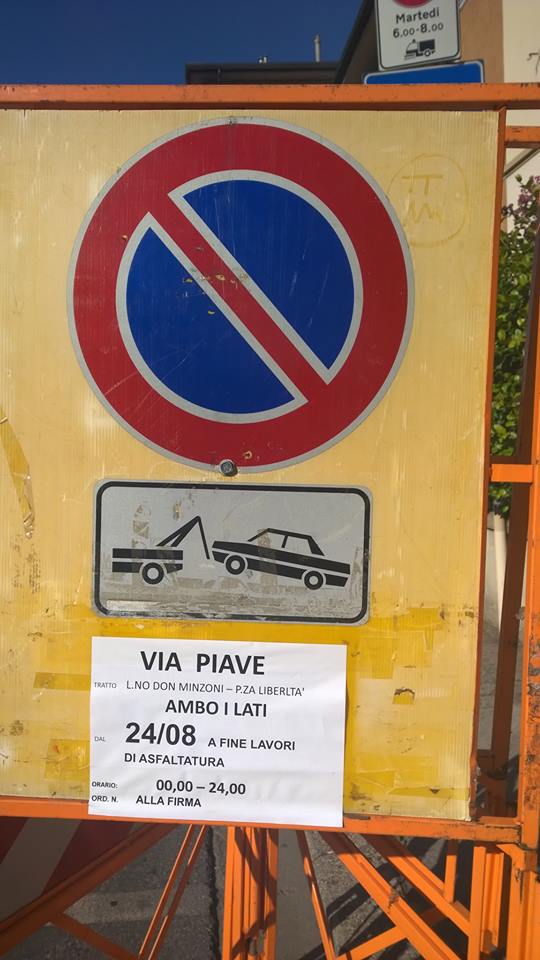 Martedì
6.00-8.00
VIA PIAVE
TRATTO L.NO DON MINZONI – P.ZA LIBERLTA'
AMBO I LATI
DAL 24/08 A FINE LAVORI
DI ASFALTATURA
ORARIO: 00,00 – 24,00
ORD. N. ALLA FIRMA